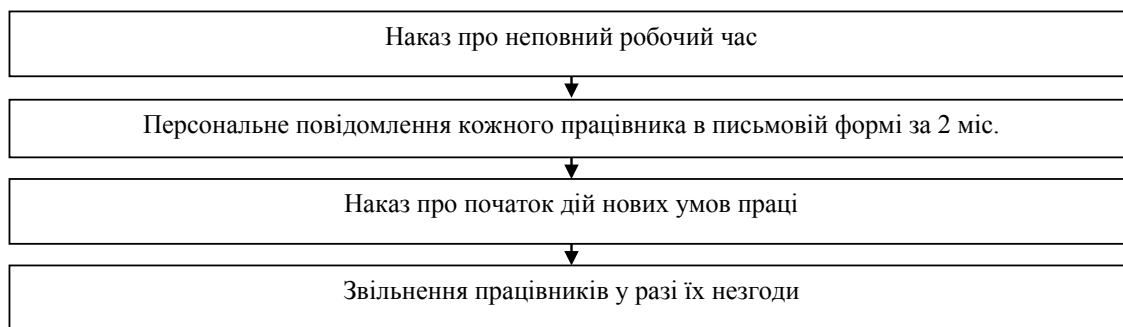 Наказ про неповний робочий час
Персональне повідомлення кожного працівника в письмовій формі за 2 міс.
Наказ про початок дій нових умов праці
Звільнення працівників у разі їх незгоди